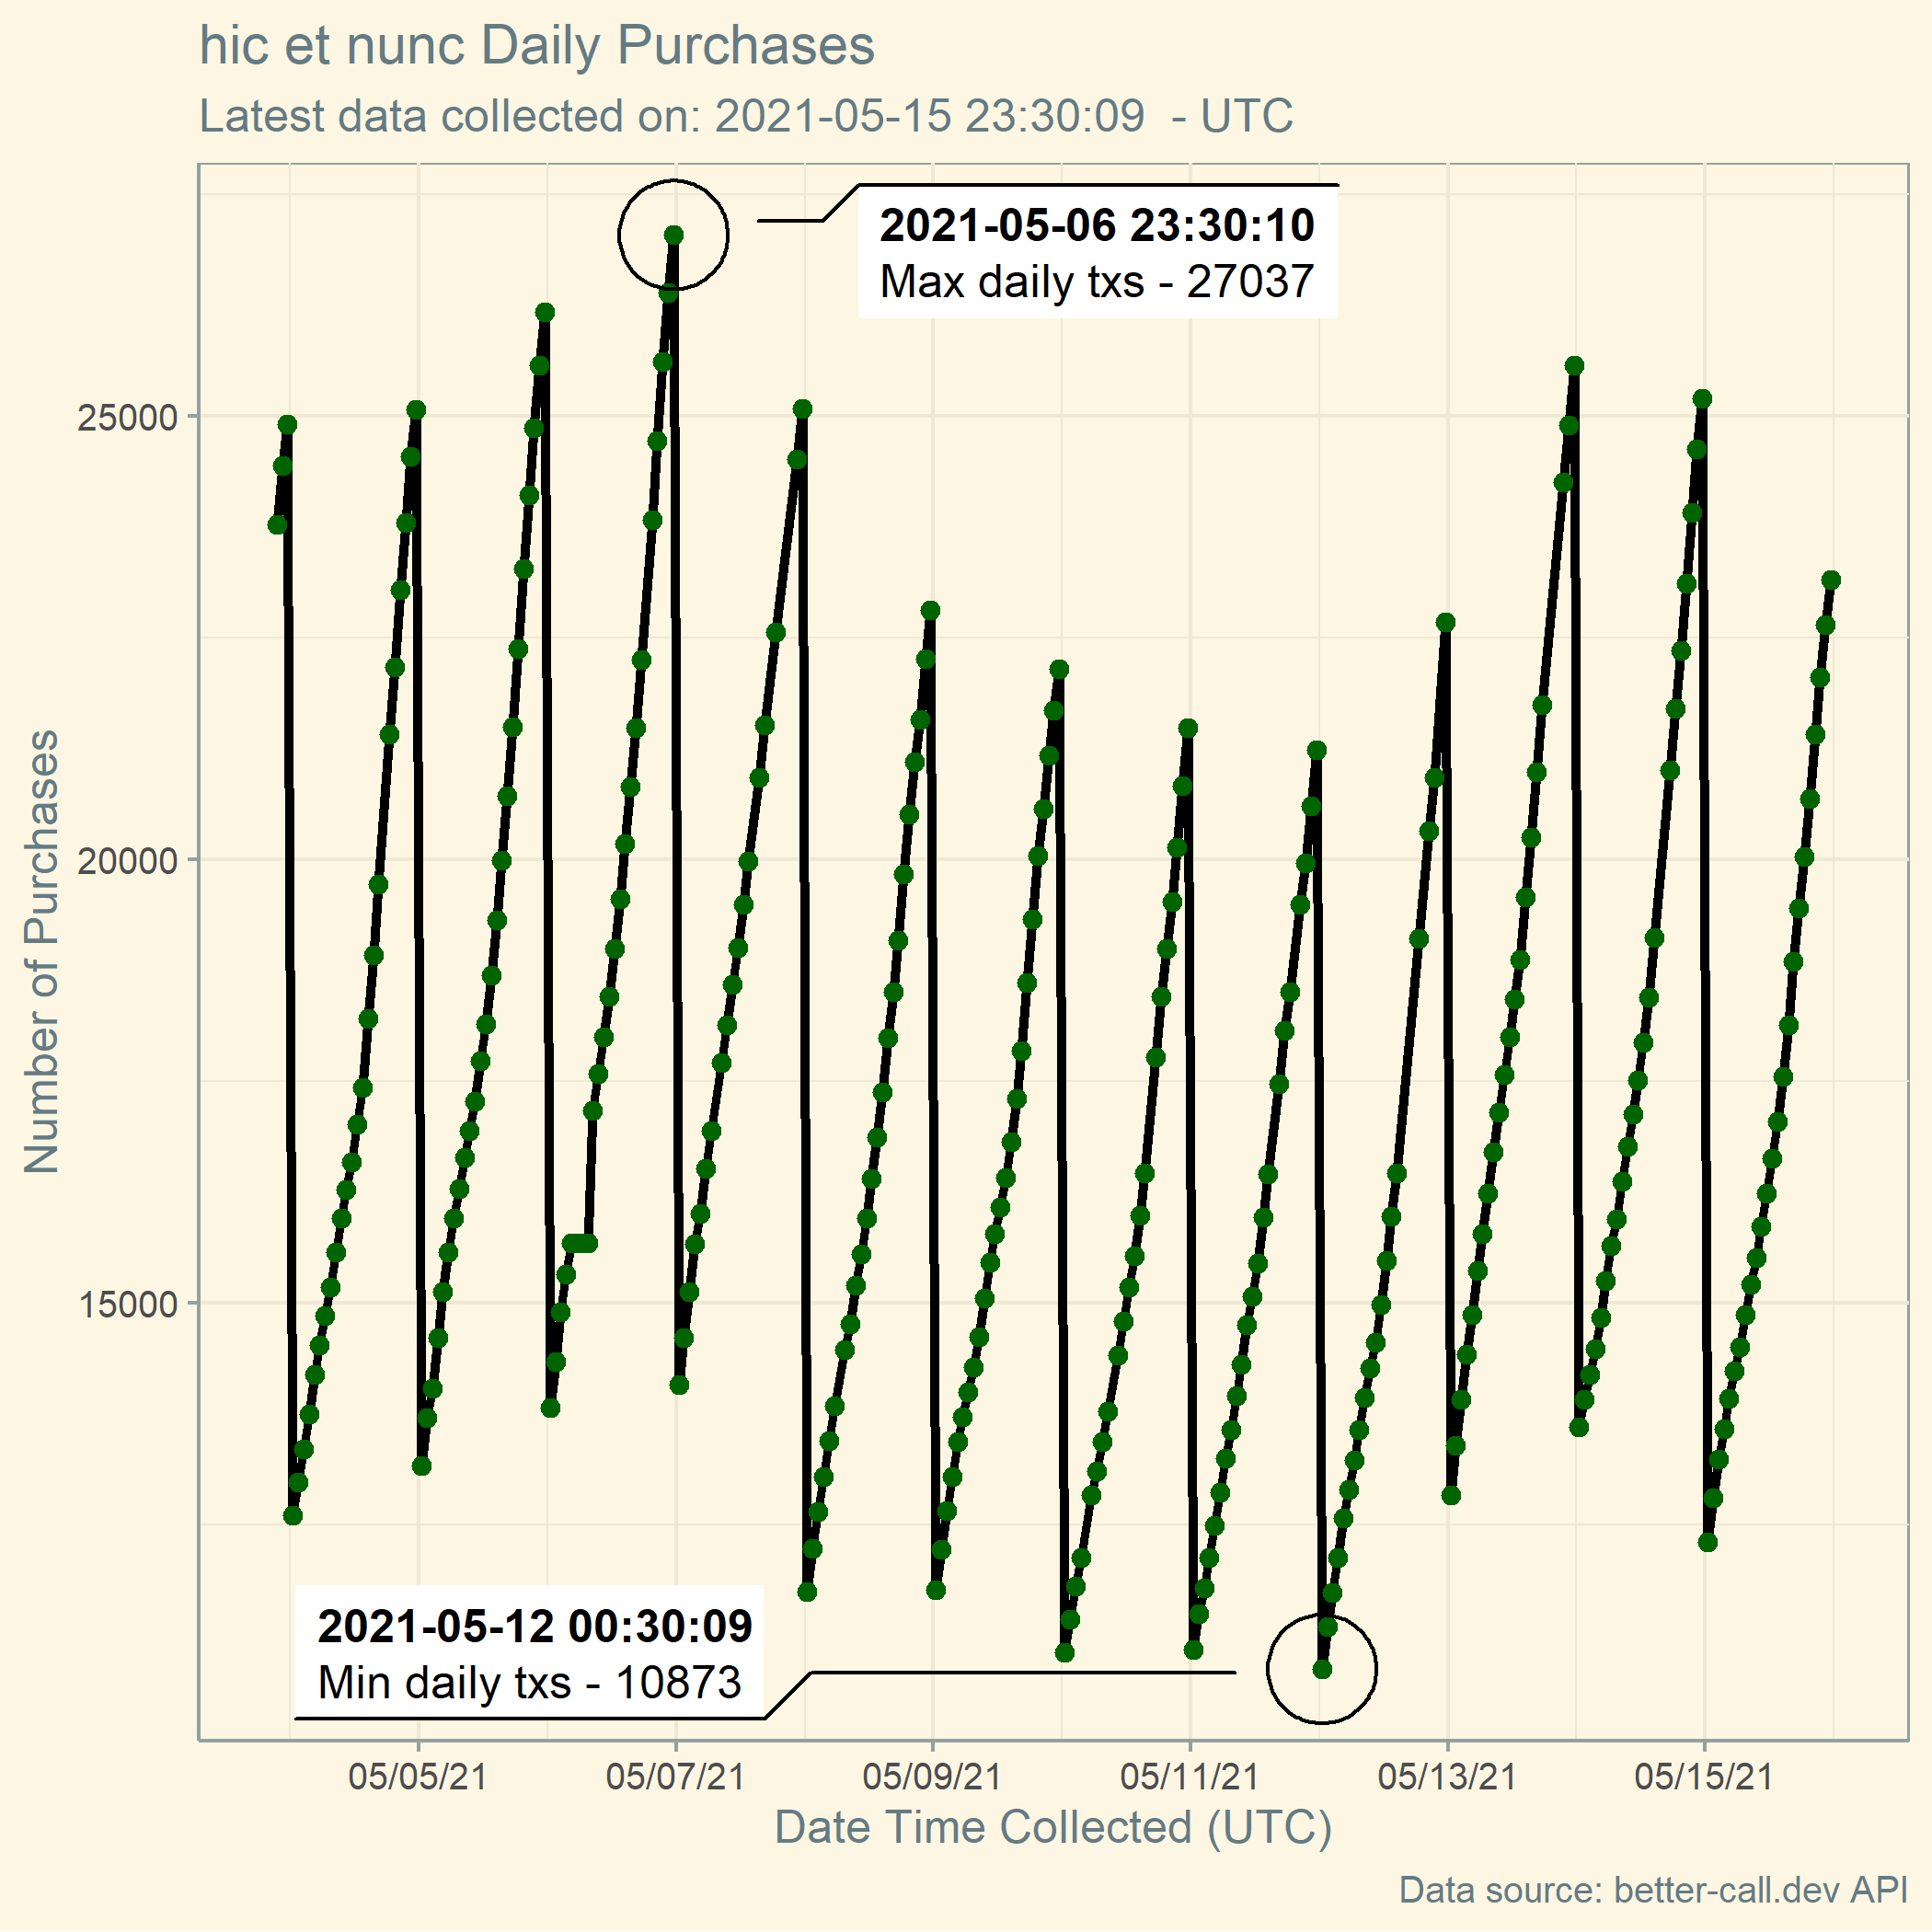 hic et nunc Daily Purchases
Latest data collected on: 2021-05-15 23:30:09  - UTC
2021-05-06 23:30:10
Max daily txs - 27037
25000
20000
15000
Number of Purchases
2021-05-12 00:30:09
Min daily txs - 10873
05/05/21
05/07/21
05/09/21
05/11/21
05/13/21
05/15/21
Date Time Collected (UTC)
Data source: better-call.dev API